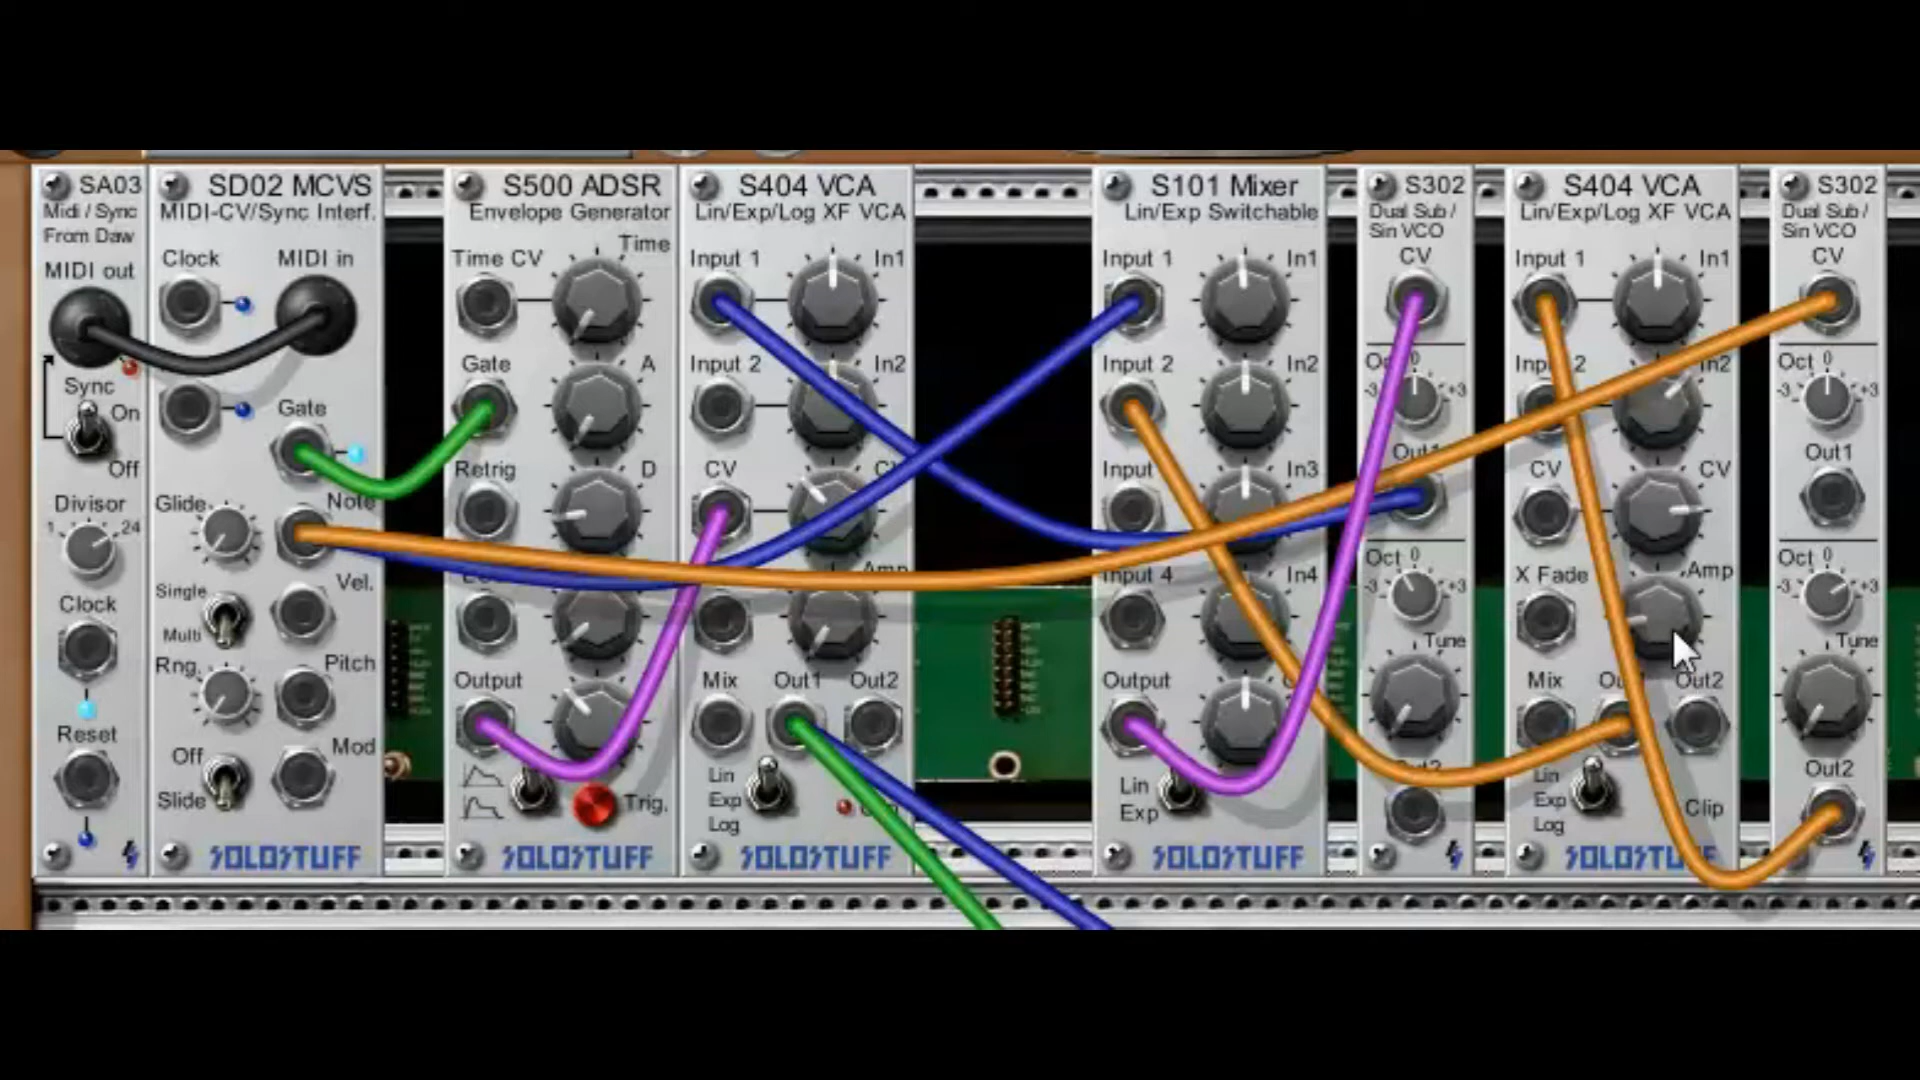 SA03
Midi / Sync
From Daw
MIDI out
Sync
On
Off
Divisor
1 24
Clock
Reset
SD02 MCVS
MIDI-CV/Sync Interf.
Clock
MIDI in
Gate
Glide
Note
Single
Multi
Vel.
Rng.
Pitch
Off
Slide
Mod
SOLOSTUFF
S500 ADSR
Envelope Generator
Time CV
Time
Gate
A
Retrig
D
Output
Trig.
SOLOSTUFF
S404 VCA
Lin/Exp/Log XF VCA
Input 1
In1
Input 2
In2
CV
Amp
Mix
Out1
Out2
Lin
Exp
Log
SOLOSTUFF
S101 Mixer
Lin/Exp Switchable
Input 1
In1
Input 2
In2
Input
In3
Input 4
In4
Output
Lin
Exp
SOLOSTUFF
S302
Dual Sub /
Sin VCO
CV
0
-3 +3
Out1
Oct 0
-3 +3
Tune
S404 VCA
Lin/Exp/Log XF VCA
Input 1
In1
In2
CV
CV
X Fade
Amp
Mix
Out2
Lin
Exp
Log
Clip
SOLOSTUFF
S302
Dual Sub /
Sin VCO
CV
Oct 0
-3 +3
Out1
Oct 0
-3 +3
Tune
Out2